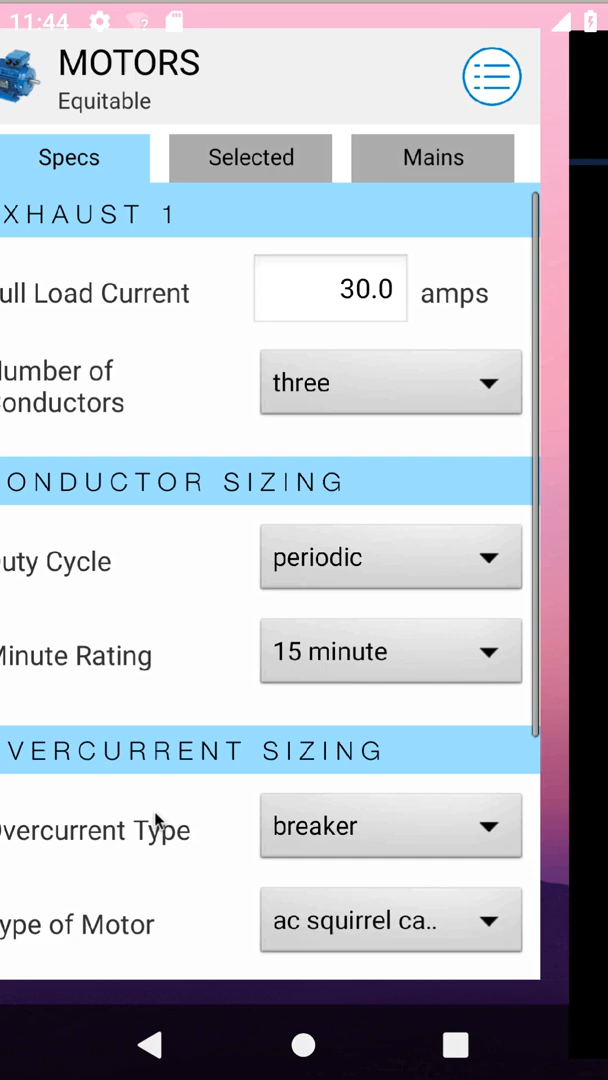 11:44
MOTORS
Equitable
Specs
Selected
Mains
XHAUST 1
ull Load Current
30.0
amps
umber of
onductors
three
ONDUCTOR SIZING
uty Cycle
periodic
inute Rating
15 minute
VERCURRENT SIZING
vercurrent Type
breaker
ype of Motor
ac squirrel ca..